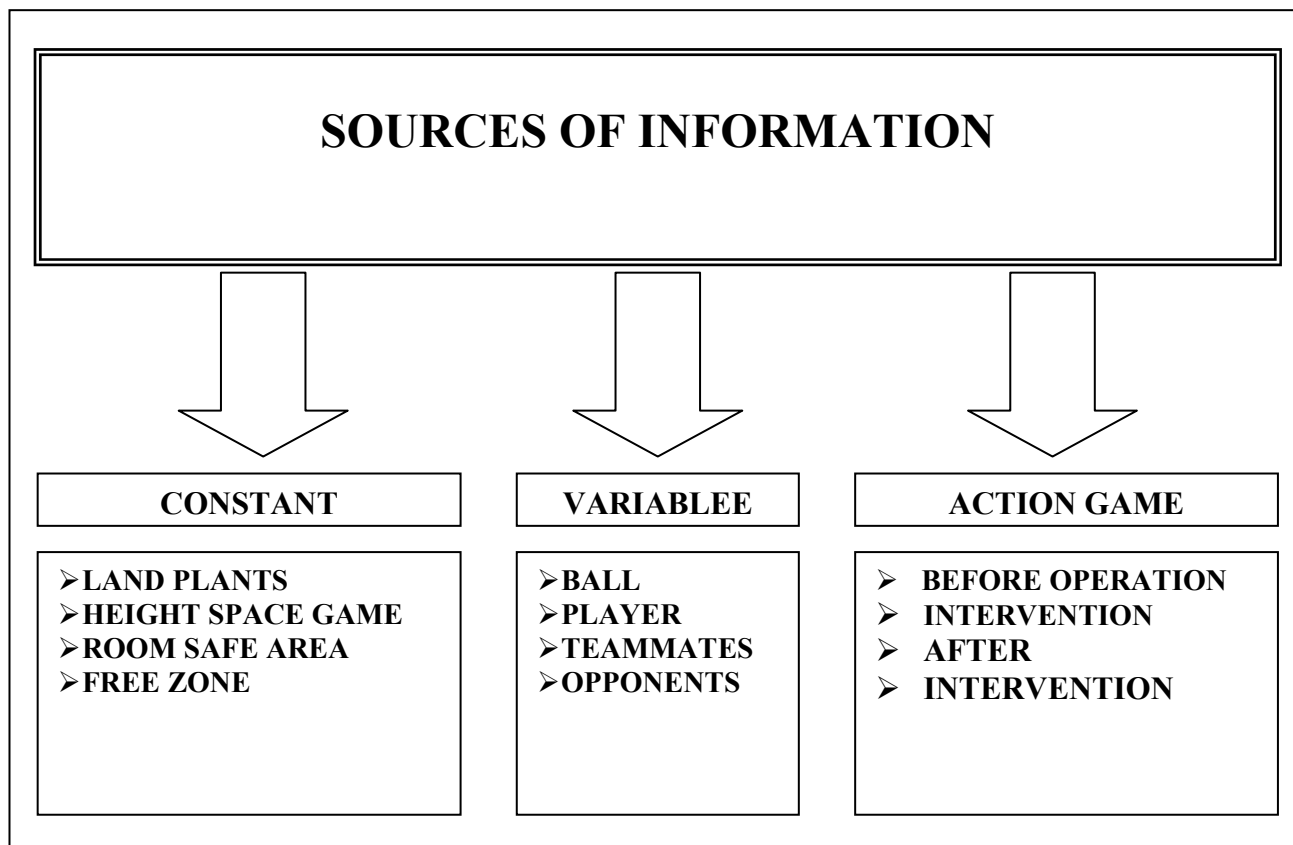 SOURCES OF INFORMATION
CONSTANT
➢LAND PLANTS
➢HEIGHT SPACE GAME
➢ROOM SAFE AREA
➢FREE ZONE
VARIABLEE
➢BALL
➢PLAYER
➢TEAMMATES
➢OPPONENTS
ACTION GAME
➢ BEFORE OPERATION
➢ INTERVENTION
➢ AFTER
➢ INTERVENTION